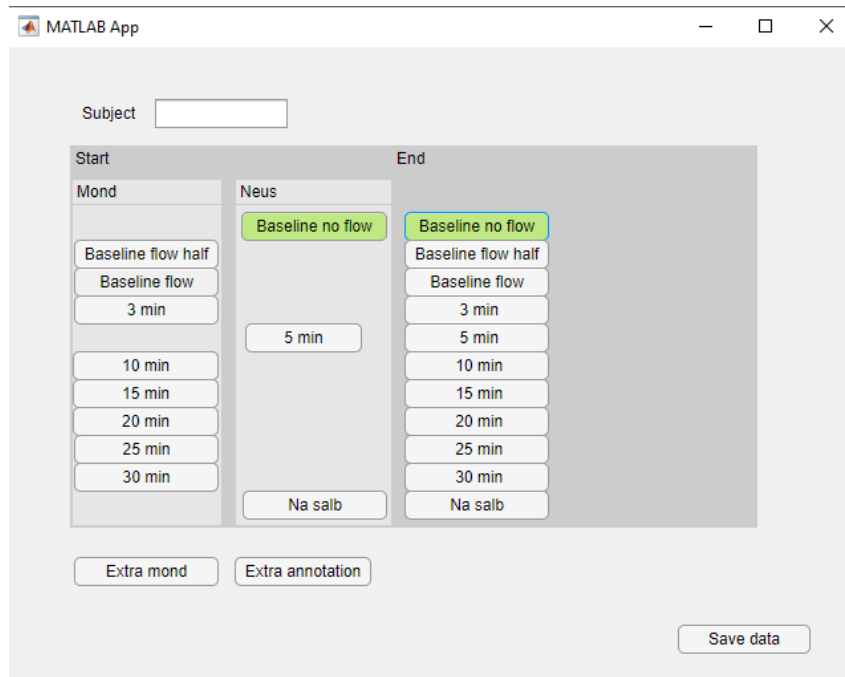 MATLAB App
Subject
Start End
Mond Neus
Baseline no flow Baseline no flow
Baseline flow half Baseline flow half
Baseline flow Baseline flow
3 min 3 min
5 min 5 min
10 min 10 min
15 min 15 min
20 min 20 min
25 min 25 min
30 min 30 min
Na salb Na salb
Extra mond Extra annotation
Save data